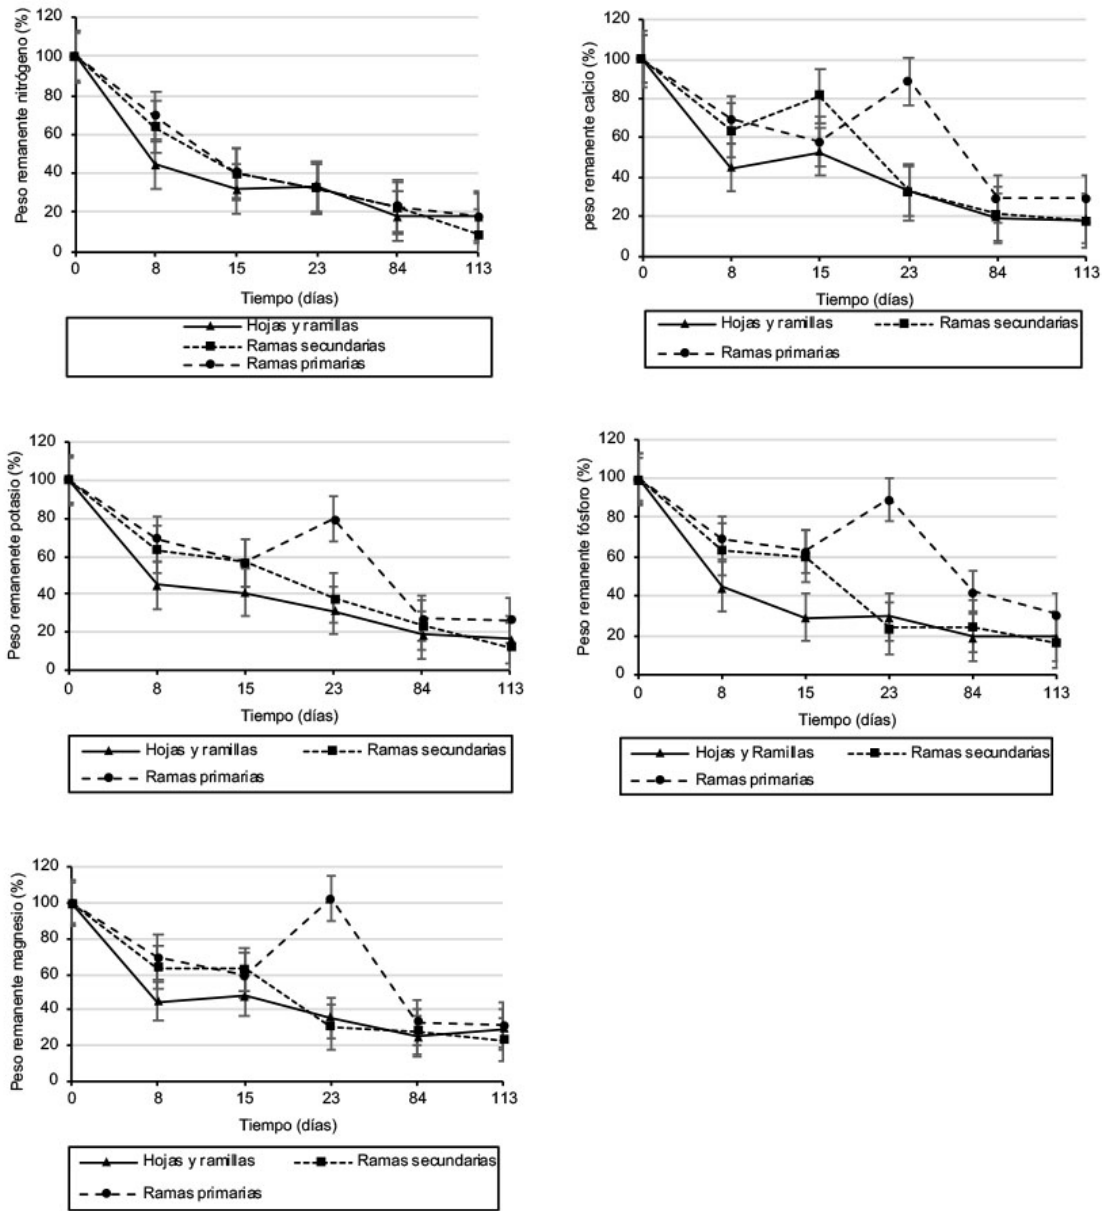 Peso remanente nitrógeno (%)
120
100
80
60
40
20
0
0 8 15 23 84 113
Tiempo (días)
Hojas y ramillas
Ramas secundarias
Ramas primarias
peso remanente calcio (%)
120
100
80
60
40
20
0
0 8 15 23 84 113
Tiempo (días)
Hojas y ramillas Ramas secundarias
Ramas primarias
Peso remanenete potasio (%)
120
100
80
60
40
20
0
0 8 15 23 84 113
Tiempo (días)
Hojas y ramillas Ramas secundarias
Ramas primarias
Peso remanente fósforo (%)
120
100
80
60
40
20
0
0 8 15 23 84 113
Tiempo (días)
Hojas y Ramillas Ramas secundarias
Ramas primarias
Peso remanente magnesio (%)
120
100
80
60
40
20
0
0 8 15 23 84 113
Tiempo (días)
Hojas y ramillas Ramas secundarias
Ramas primarias